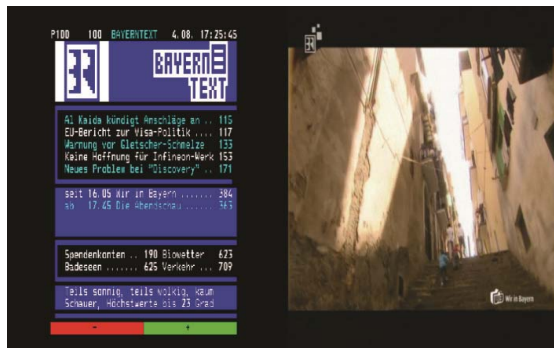 P100 100 BAYERNTEXT 4.08. 17:25:45
BAYERN
TEXT
Al Kaida kündigt Anschläge an .. 115
EU-Bericht zur Visa-Politik .... 117
Warnung vor Gletscher-Schmelze 133
Keine Hoffnung für Infineon-Werk 153
Neues Problem bei "Discovery" .. 171
seit 16.05 Wir in Bayern ....... 384
ab 17.45 Die Abendschau ...... 363
Spendenkonten .. 190 Biowetter 623
Badeseen ....... 625 Verkehr ... 709
Teils sonnig, teils wolkig, kaum
Schauer, Höchstwerte bis 23 Grad
- +
Wir in Bayern